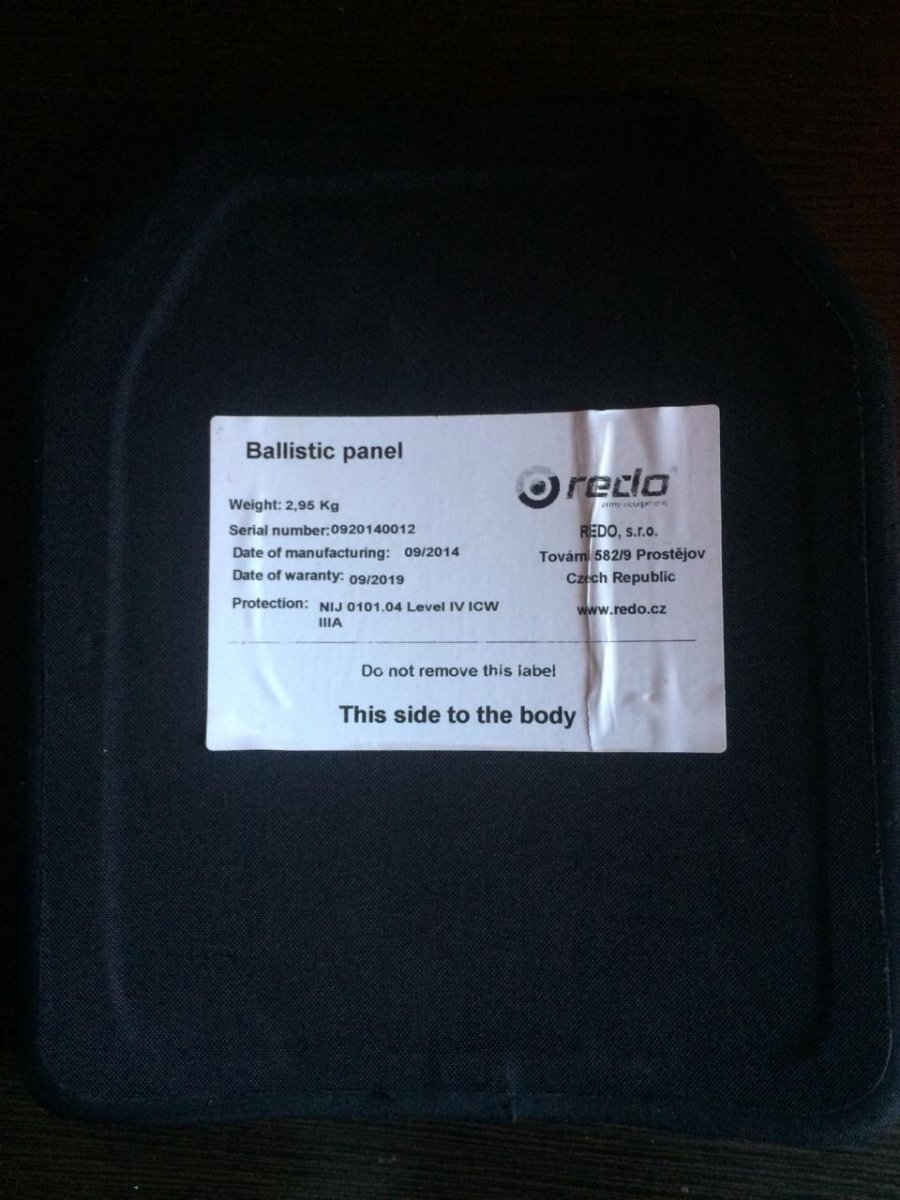 Ballistic panel
redo®
army equipment
Weight: 2,95 Kg
Serial number:0920140012
Date of manufacturing: 09/2014
Date of waranty: 09/2019
Protection: NIJ 0101.04 Level IV ICW
IIIA
REDO, s.r.o.
582/9 Prostějov
Czech Republic
www.redo.cz
Do not remove this label
This side to the body